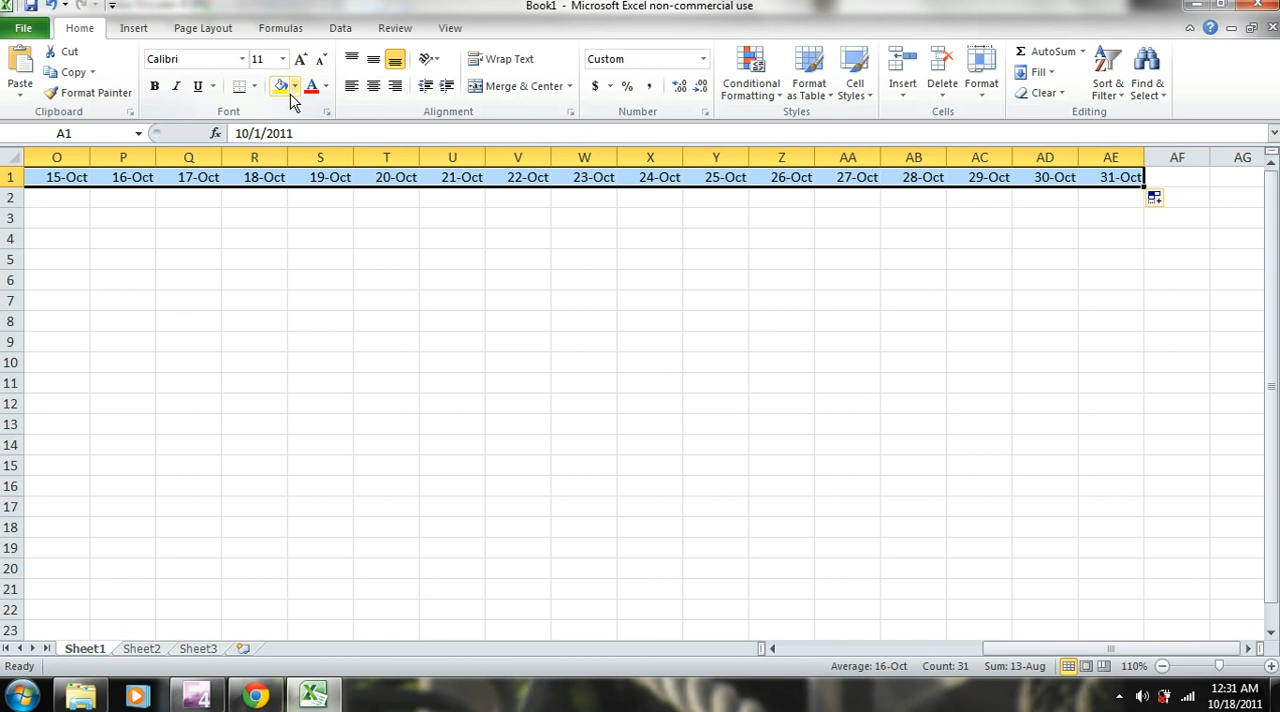 Book1 - Microsoft Excel non-commercial use
File Home Insert Page Layout Formulas Data Review View
Paste
Cut
Copy
Format Painter
Clipboard
Calibri 11
Font
Wrap Text
Merge & Center
Alignment
Custom
$ % ,
Number
Conditional Formatting
Format as Table
Cell Styles
Styles
Insert Delete Format
Cells
AutoSum
Fill
Clear
Sort & Filter
Find & Select
Editing
A1 fx 10/1/2011
O P Q R S T U V W X Y Z AA AB AC AD AE AF AG
1 15-Oct 16-Oct 17-Oct 18-Oct 19-Oct 20-Oct 21-Oct 22-Oct 23-Oct 24-Oct 25-Oct 26-Oct 27-Oct 28-Oct 29-Oct 30-Oct 31-Oct
2
3
4
5
6
7
8
9
10
11
12
13
14
15
16
17
18
19
20
21
22
23
Sheet1 Sheet2 Sheet3
Ready Average: 16-Oct Count: 31 Sum: 13-Aug 110%
12:31 AM
10/18/2011